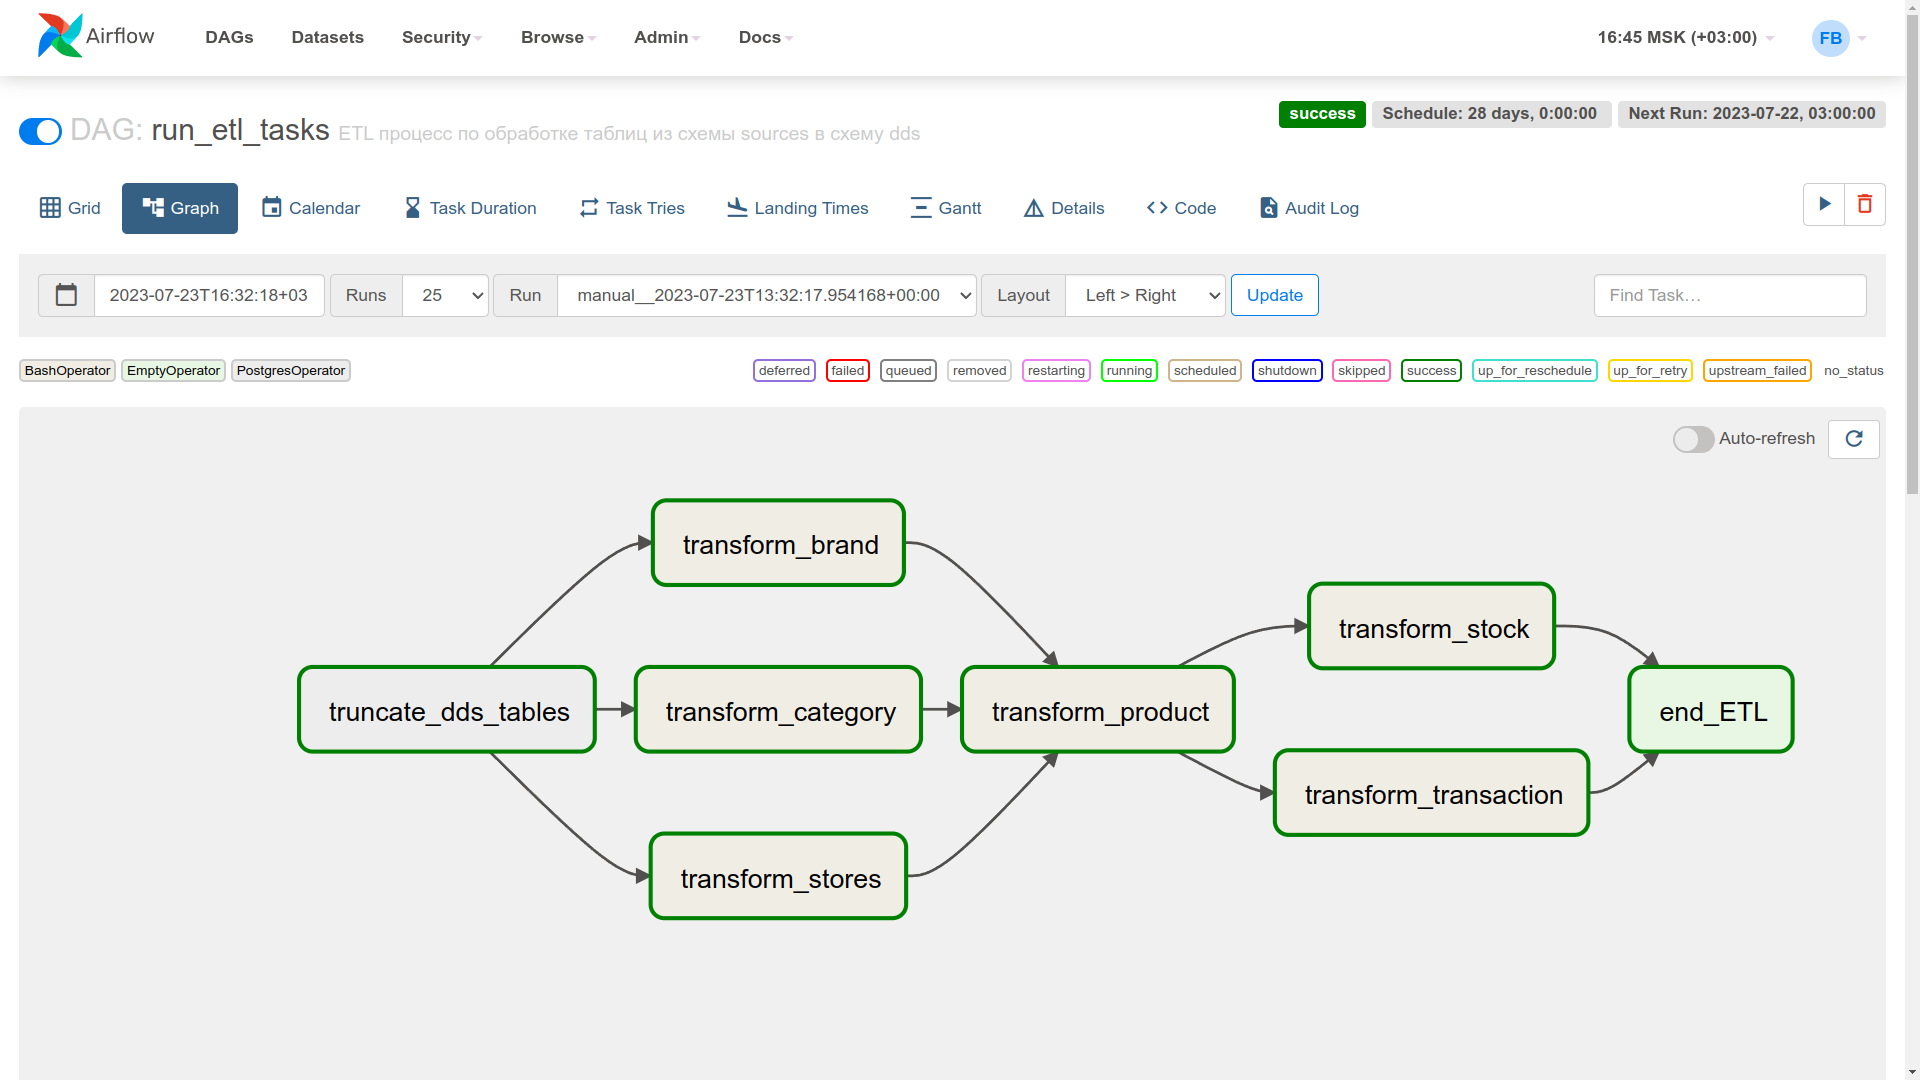 Airflow DAGs Datasets Security Browse Admin Docs 16:45 MSK (+03:00) FB
success Schedule: 28 days, 0:00:00 Next Run: 2023-07-22, 03:00:00
DAG: run_etl_tasks ETL процесс по обработке таблиц из схемы sources в схему dds
Grid Graph Calendar Task Duration Task Tries Landing Times Gantt Details Code Audit Log
2023-07-23T16:32:18+03 Runs 25 Run manual__2023-07-23T13:32:17.954168+00:00 Layout Left > Right Update Find Task…
BashOperator EmptyOperator PostgresOperator deferred failed queued removed restarting running scheduled shutdown skipped success up_for_reschedule up_for_retry upstream_failed no_status
Auto-refresh
transform_brand
transform_stock
truncate_dds_tables transform_category transform_product end_ETL
transform_transaction
transform_stores